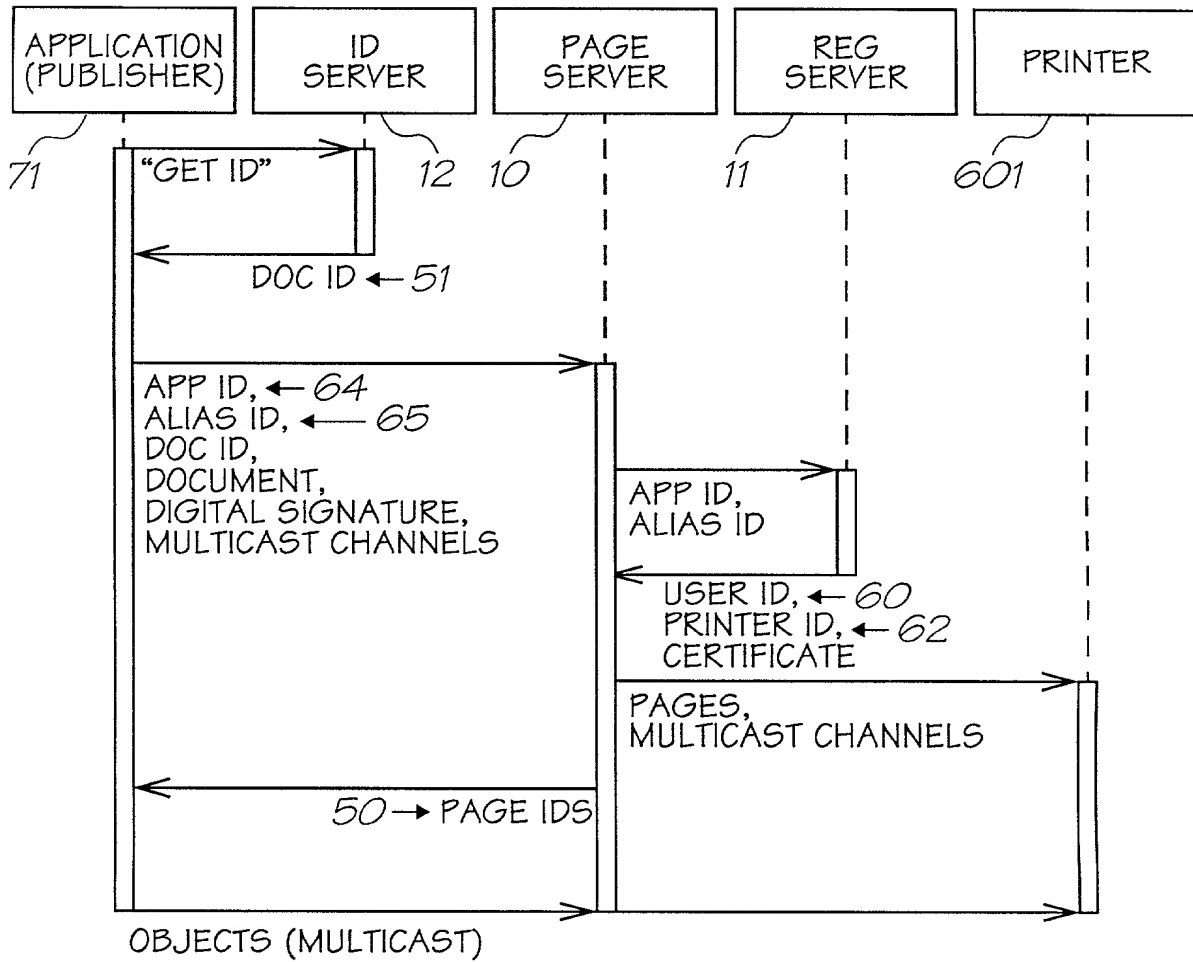 APPLICATION
(PUBLISHER)
ID
SERVER
PAGE
SERVER
REG
SERVER
PRINTER
71
12
10
11
601
“GET ID”
DOC ID
51
APP ID,
64
ALIAS ID,
65
DOC ID,
DOCUMENT,
DIGITAL SIGNATURE,
MULTICAST CHANNELS
APP ID,
ALIAS ID
USER ID,
60
PRINTER ID,
62
CERTIFICATE
PAGES,
MULTICAST CHANNELS
50
PAGE IDS
OBJECTS (MULTICAST)